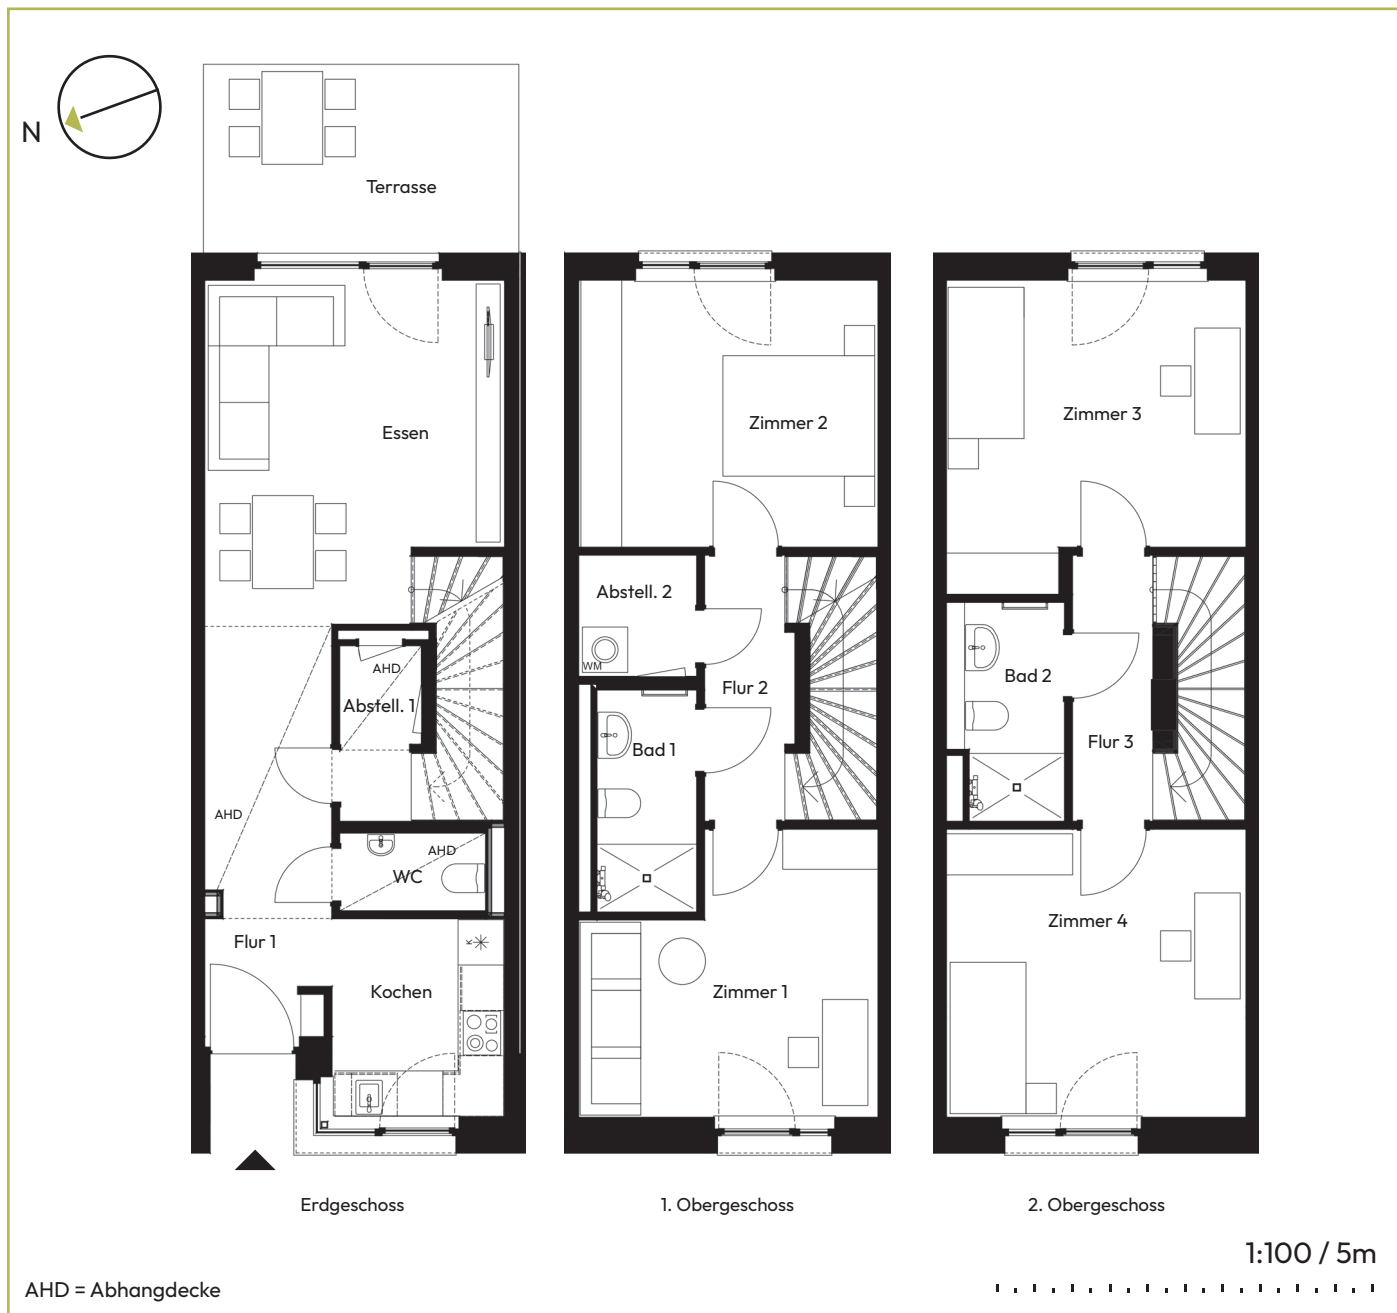 N
Terrasse
Essen
Zimmer 2
Zimmer 3
Abstell. 2
WM
AHD
Abstell. 1
Flur 2
Bad 2
Bad 1
Flur 3
AHD
AHD
WC
Zimmer 4
Flur 1
K
Kochen
Zimmer 1
Erdgeschoss
1. Obergeschoss
2. Obergeschoss
1:100 / 5m
AHD = Abhangdecke